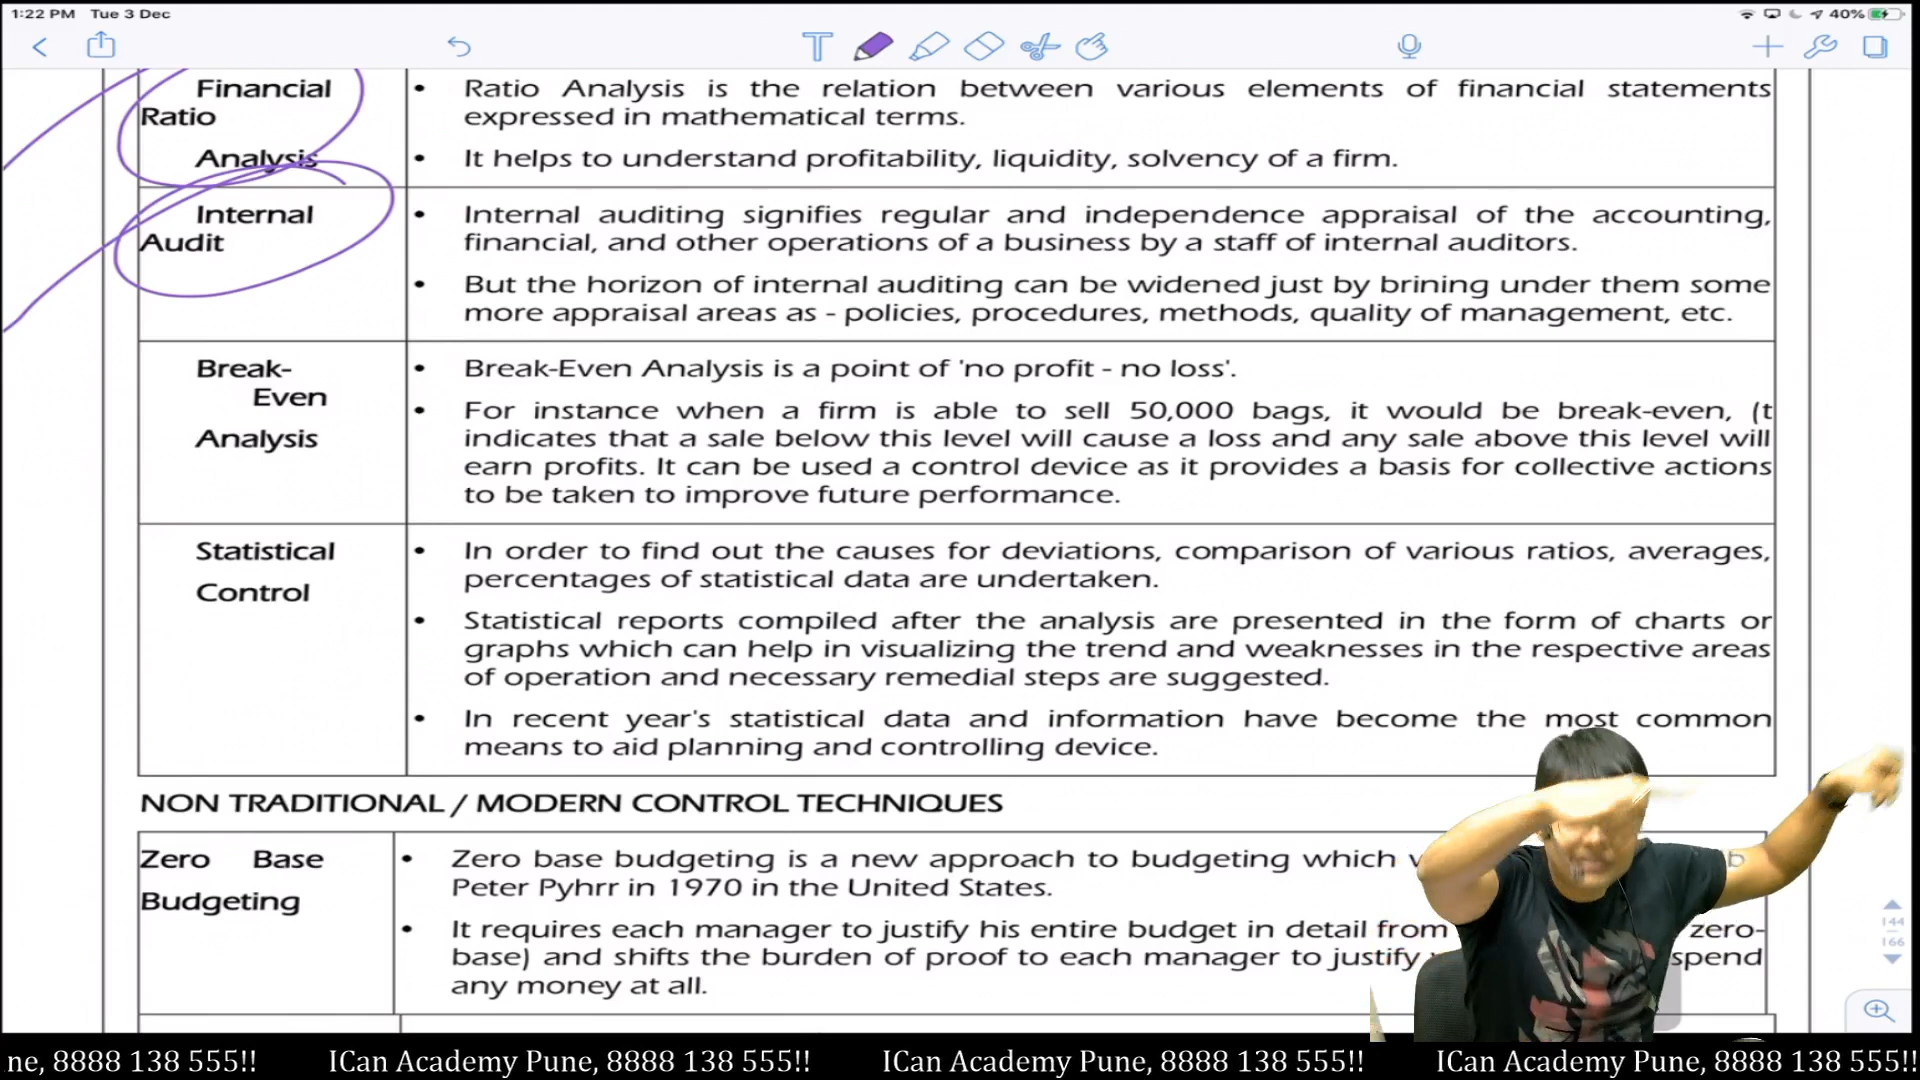 1:22 PM Tue 3 Dec
40%
Financial
Ratio
Analysis
• Ratio Analysis is the relation between various elements of financial statements
expressed in mathematical terms.
• It helps to understand profitability, liquidity, solvency of a firm.
Internal
Audit
• Internal auditing signifies regular and independence appraisal of the accounting,
financial, and other operations of a business by a staff of internal auditors.
• But the horizon of internal auditing can be widened just by brining under them some
more appraisal areas as - policies, procedures, methods, quality of management, etc.
Break-
Even
Analysis
• Break-Even Analysis is a point of 'no profit - no loss'.
• For instance when a firm is able to sell 50,000 bags, it would be break-even, (t
indicates that a sale below this level will cause a loss and any sale above this level will
earn profits. It can be used a control device as it provides a basis for collective actions
to be taken to improve future performance.
Statistical
Control
• In order to find out the causes for deviations, comparison of various ratios, averages,
percentages of statistical data are undertaken.
• Statistical reports compiled after the analysis are presented in the form of charts or
graphs which can help in visualizing the trend and weaknesses in the respective areas
of operation and necessary remedial steps are suggested.
• In recent year's statistical data and information have become the most common
means to aid planning and controlling device.
NON TRADITIONAL / MODERN CONTROL TECHNIQUES
Zero Base
Budgeting
• Zero base budgeting is a new approach to budgeting which
Peter Pyhrr in 1970 in the United States.
• It requires each manager to justify his entire budget in detail from zero-
base) and shifts the burden of proof to each manager to justify spend
any money at all.
144
166
ne, 8888 138 555!! ICan Academy Pune, 8888 138 555!! ICan Academy Pune, 8888 138 555!! ICan Academy Pune, 8888 138 555!!